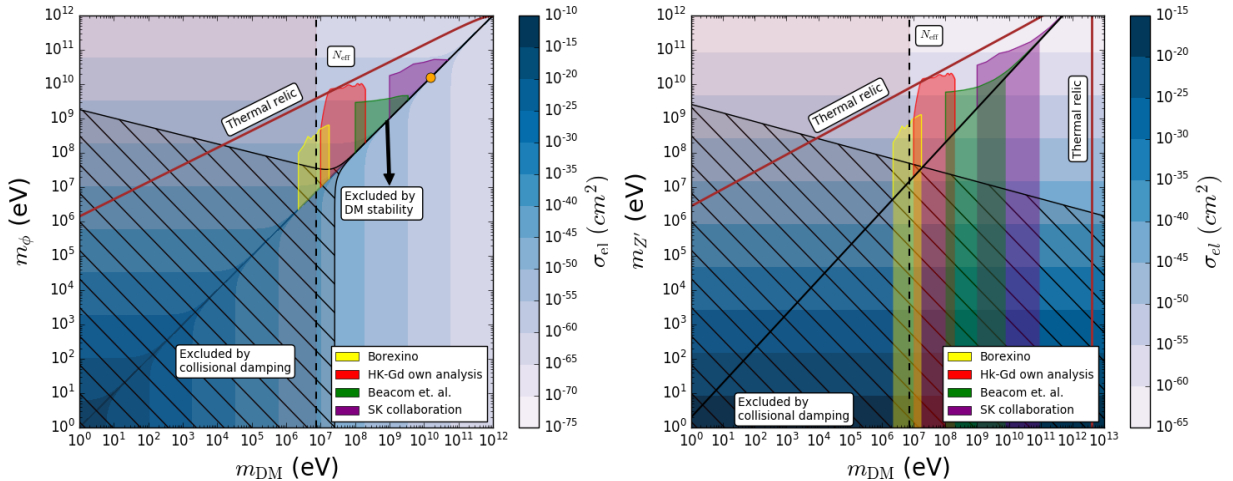 10^12
10^11
10^10
10^9
10^8
10^7
10^6
10^5
10^4
10^3
10^2
10^1
10^0
m_ϕ (eV)
N_eff
Thermal relic
Excluded by
DM stability
Excluded by
collisional damping
Borexino
HK-Gd own analysis
Beacom et. al.
SK collaboration
10^0 10^1 10^2 10^3 10^4 10^5 10^6 10^7 10^8 10^9 10^10 10^11 10^12
m_DM (eV)
10^-10
10^-15
10^-20
10^-25
10^-30
10^-35
10^-40
10^-45
10^-50
10^-55
10^-60
10^-65
10^-70
10^-75
σ_el (cm^2)
10^12
10^11
10^10
10^9
10^8
10^7
10^6
10^5
10^4
10^3
10^2
10^1
10^0
m_Z′ (eV)
N_eff
Thermal relic
Thermal relic
Excluded by
collisional damping
Borexino
Hk-Gd own analysis
Beacom et. al.
SK collaboration
10^0 10^1 10^2 10^3 10^4 10^5 10^6 10^7 10^8 10^9 10^10 10^11 10^12 10^13
m_DM (eV)
10^-15
10^-20
10^-25
10^-30
10^-35
10^-40
10^-45
10^-50
10^-55
10^-60
10^-65
σ_el (cm^2)